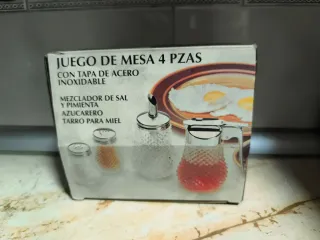 JUEGO DE MESA 4 PZAS
CON TAPA DE ACERO
INOXIDABLE
MEZCLADOR DE SAL
Y PIMIENTA
AZUCARERO
TARRO PARA MIEL